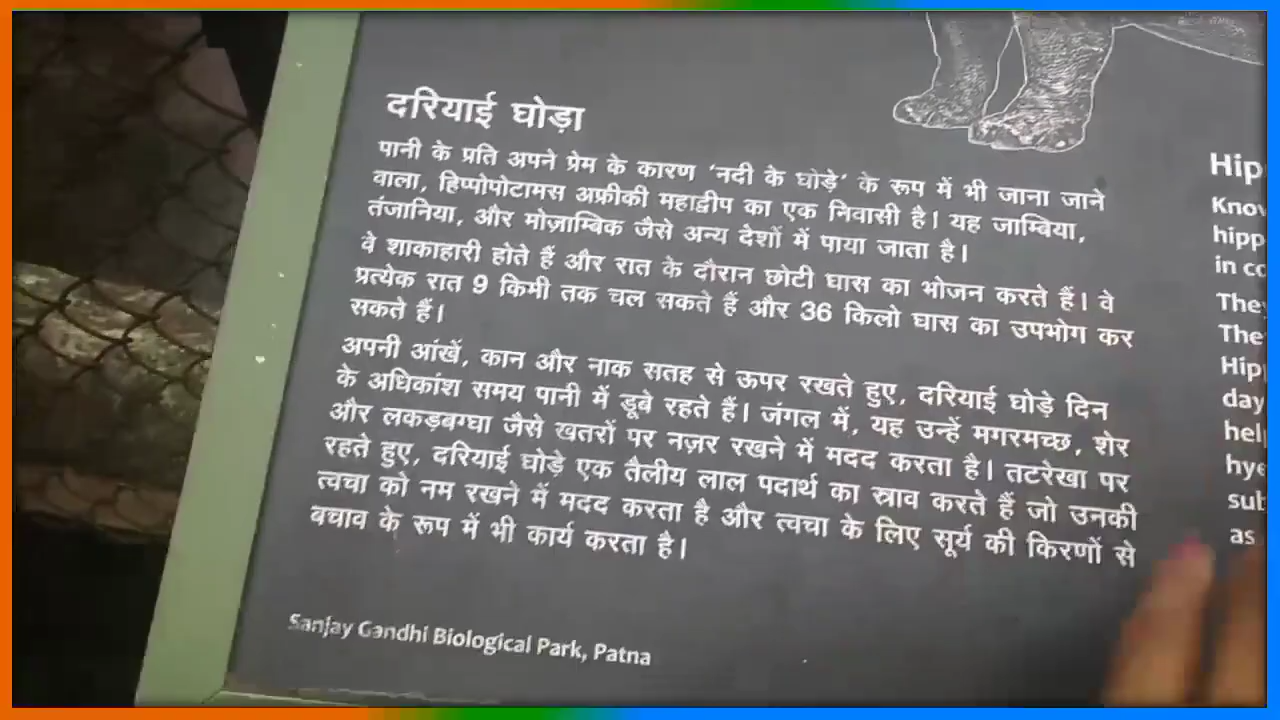 दरियाई घोड़ा
पानी के प्रति अपने प्रेम के कारण ‘नदी के घोड़े’ के रूप में भी जाना जाने
वाला, हिप्पोपोटामस अफ्रीकी महाद्वीप का एक निवासी है। यह जाम्बिया,
तंजानिया, और मोज़ाम्बिक जैसे अन्य देशों में पाया जाता है।
वे शाकाहारी होते हैं और रात के दौरान छोटी घास का भोजन करते हैं। वे
प्रत्येक रात 9 किमी तक चल सकते हैं और 36 किलो घास का उपभोग कर
सकते हैं।
अपनी आंखें, कान और नाक सतह से ऊपर रखते हुए, दरियाई घोड़े दिन
के अधिकांश समय पानी में डूबे रहते हैं। जंगल में, यह उन्हें मगरमच्छ, शेर
और लकड़बग्घा जैसे खतरों पर नज़र रखने में मदद करता है। तटरेखा पर
रहते हुए, दरियाई घोड़े एक तैलीय लाल पदार्थ का स्राव करते हैं जो उनकी
त्वचा को नम रखने में मदद करता है और त्वचा के लिए सूर्य की किरणों से
बचाव के रूप में भी कार्य करता है।
Sanjay Gandhi Biological Park, Patna
Hip
Know
hipp
in co
They
The
Hip
day
hel
hye
sub
as